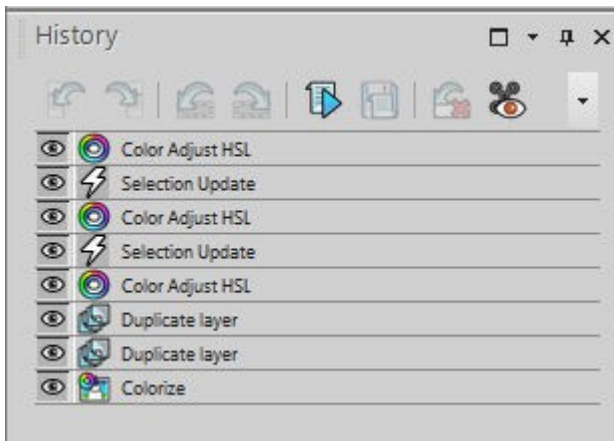 History
Color Adjust HSL
Selection Update
Color Adjust HSL
Selection Update
Color Adjust HSL
Duplicate layer
Duplicate layer
Colorize